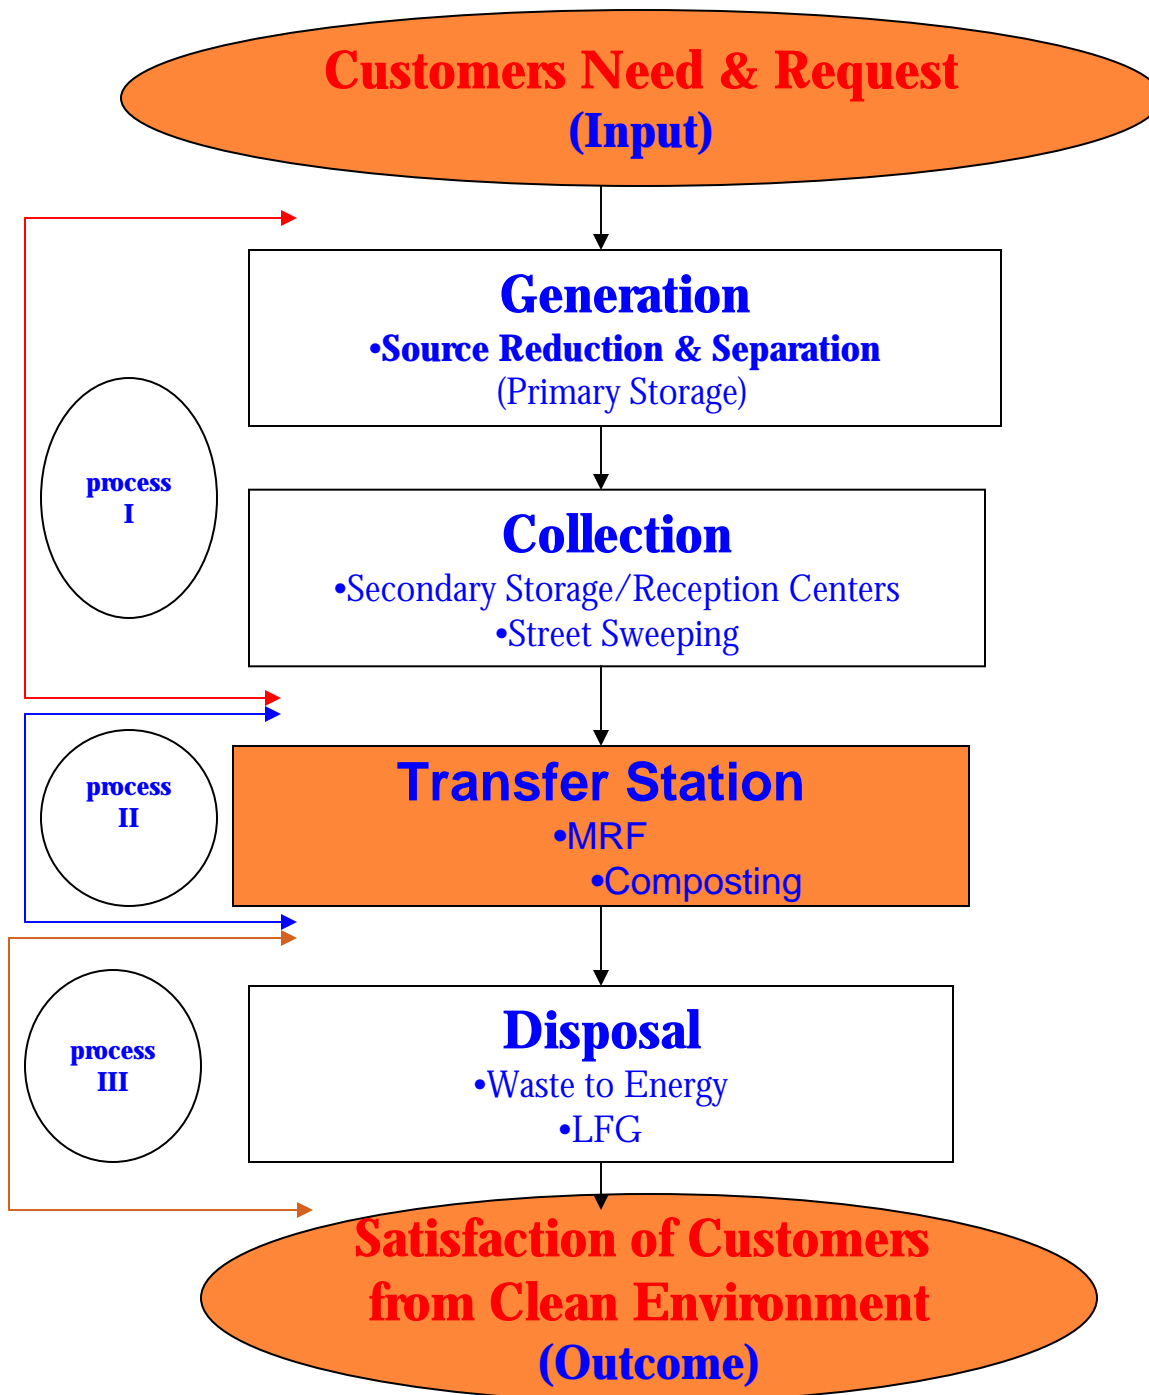 Customers Need & Request
(Input)
Generation
•Source Reduction & Separation
(Primary Storage)
process
I
Collection
•Secondary Storage/Reception Centers
•Street Sweeping
process
II
Transfer Station
•MRF
•Composting
process
III
Disposal
•Waste to Energy
•LFG
Satisfaction of Customers
from Clean Environment
(Outcome)